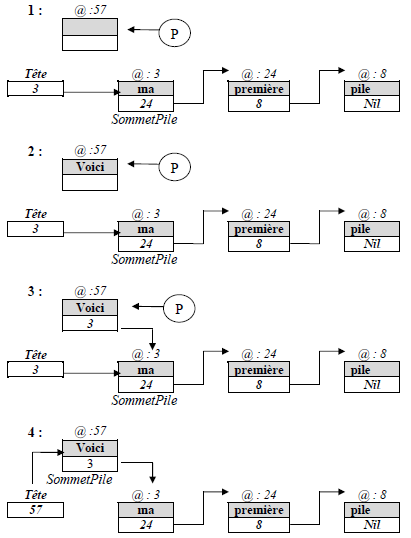 1 : @ :57
P
Tête @ : 3 @ : 24 @ : 8
3 ma première pile
24 8 Nil
SommetPile
2 : @ :57
Voici P
Tête @ : 3 @ : 24 @ : 8
3 ma première pile
24 8 Nil
SommetPile
3 : @ :57
Voici P
3
Tête @ : 3 @ : 24 @ : 8
3 ma première pile
24 8 Nil
SommetPile
4 : @ :57
Voici
3
SommetPile
Tête @ : 3 @ : 24 @ : 8
57 ma première pile
24 8 Nil